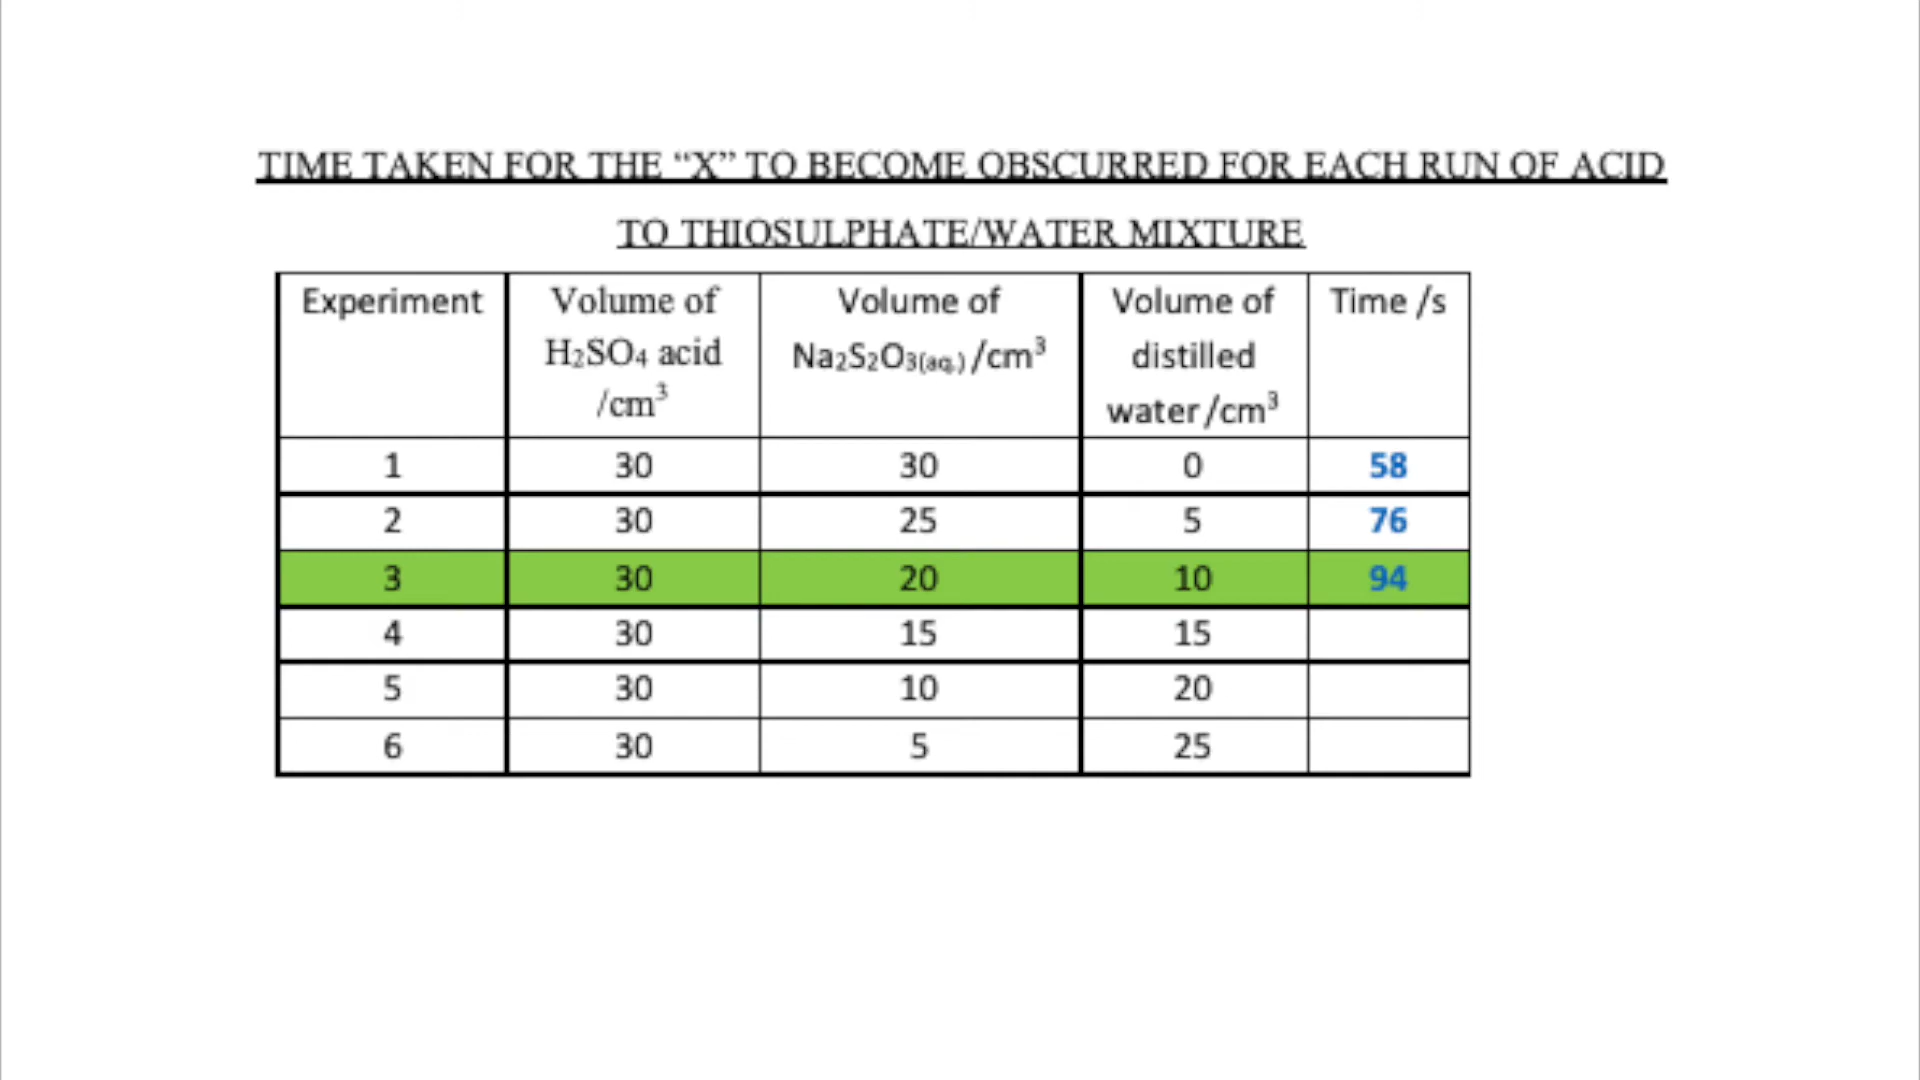 TIME TAKEN FOR THE “X” TO BECOME OBSCURRED FOR EACH RUN OF ACID
TO THIOSULPHATE/WATER MIXTURE
Experiment Volume of H₂SO₄ acid /cm³ Volume of Na₂S₂O₃(aq.) /cm³ Volume of distilled water /cm³ Time /s
1 30 30 0 58
2 30 25 5 76
3 30 20 10 94
4 30 15 15
5 30 10 20
6 30 5 25